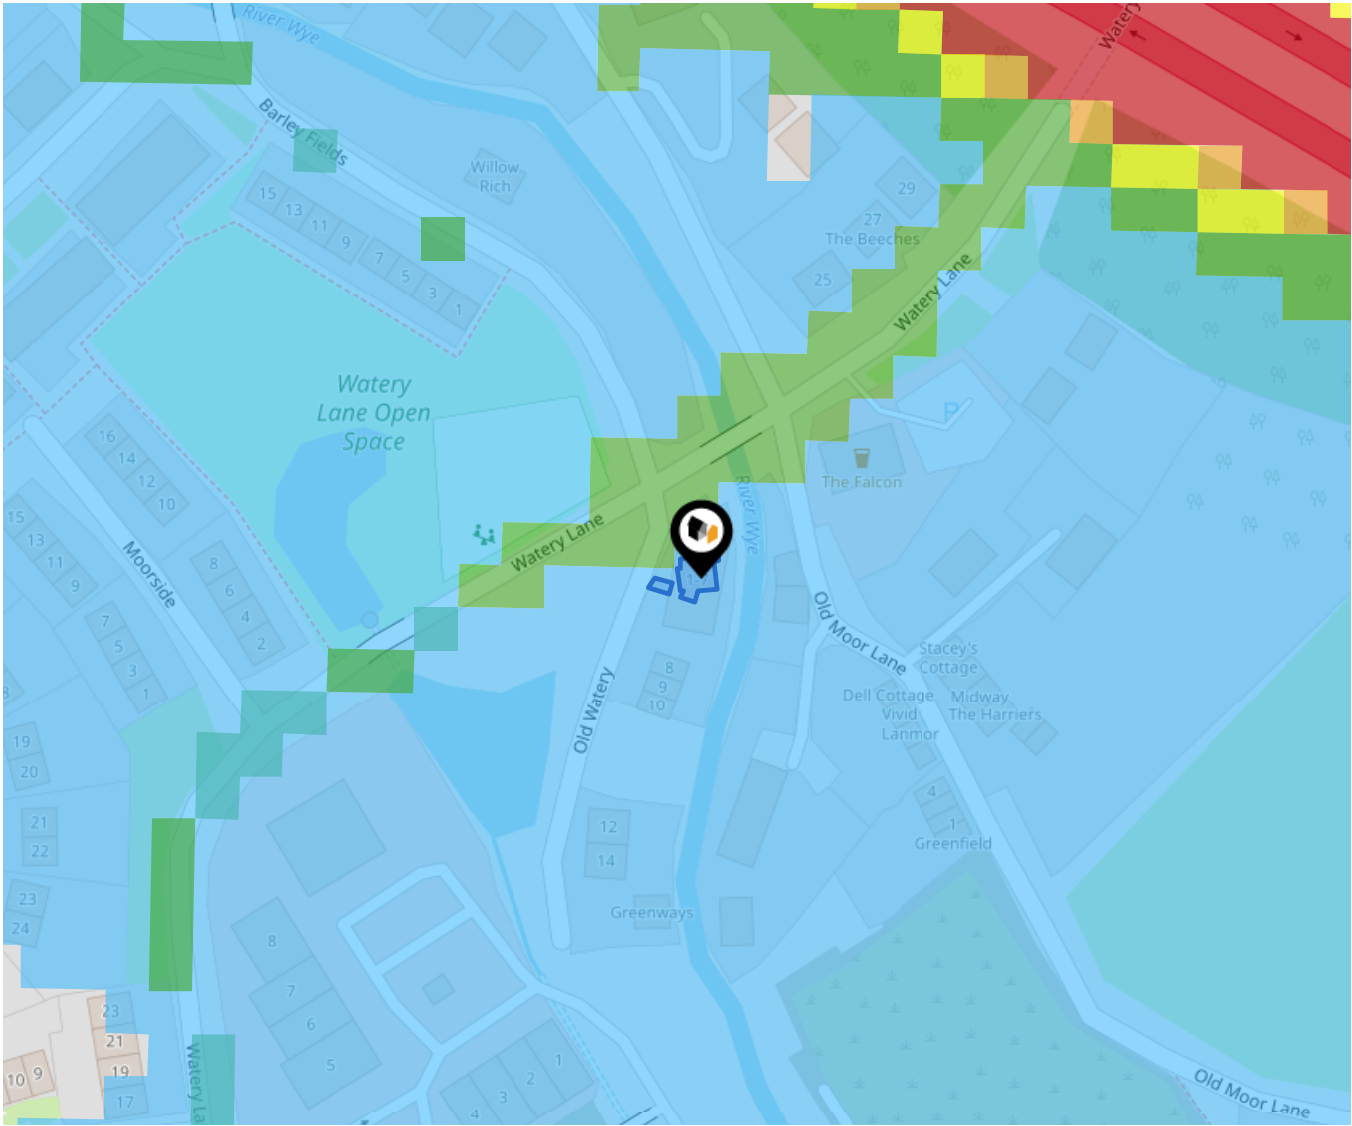 River Wye
Watery
Barley Fields
Willow
Rich
15
13
11
9
7
5
3
1
29
27
The Beeches
25
Watery Lane
Watery
Lane Open
Space
P
16
14
12
10
The Falcon
River Wye
15
13
11
9
Moorside
8
6
4
2
Watery Lane
7
5
3
1
Old Moor Lane
Stacey's
Cottage
8
9
10
Dell Cottage
Midway
Vivid
The Harriers
Lanmor
Old Watery
19
20
21
22
12
14
4
1
Greenfield
23
24
Greenways
8
7
6
5
23
21
19
17
10 9
Watery La
1
2
3
4
Old Moor Lane